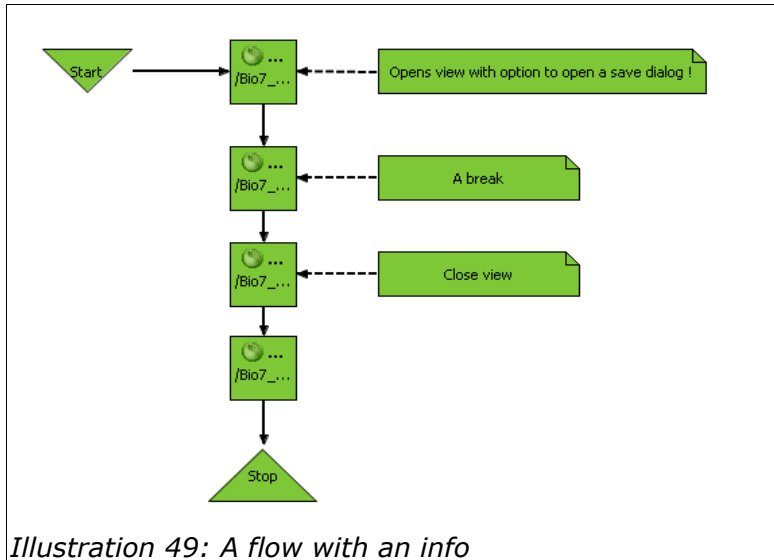 Start
...
/Bio7_...
Opens view with option to open a save dialog !
...
/Bio7_...
A break
...
/Bio7_...
Close view
...
/Bio7_...
Stop
Illustration 49: A flow with an info